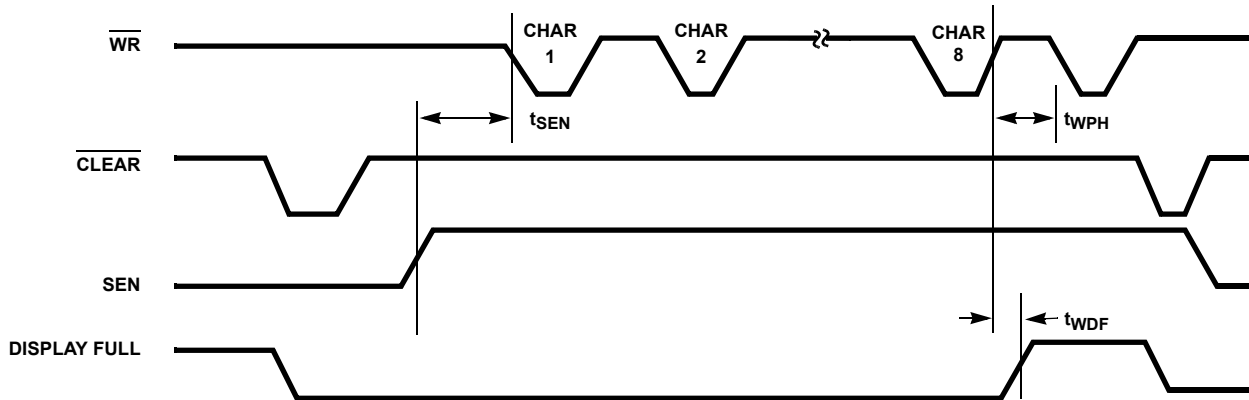 WR
CHAR
1
CHAR
2
CHAR
8
tSEN
tWPH
CLEAR
SEN
tWDF
DISPLAY FULL